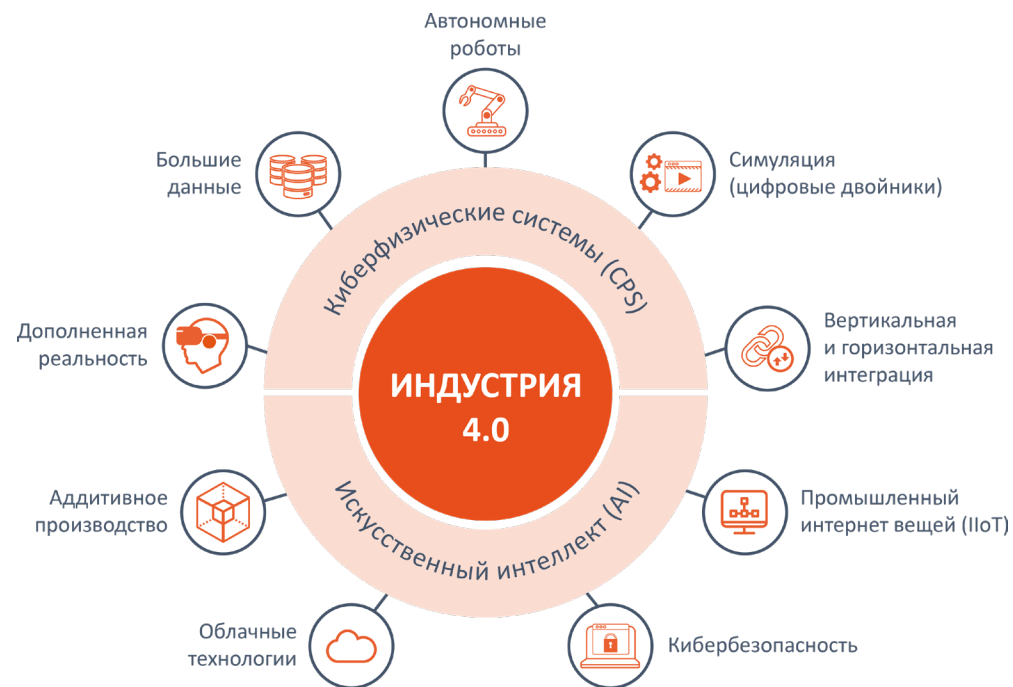 Автономные
роботы
Большие
данные
Симуляция
(цифровые двойники)
Киберфизические системы (CPS)
Дополненная
реальность
Вертикальная
и горизонтальная
интеграция
ИНДУСТРИЯ
4.0
Аддитивное
производство
Промышленный
интернет вещей (IIoT)
Искусственный интеллект (AI)
Облачные
технологии
Кибербезопасность